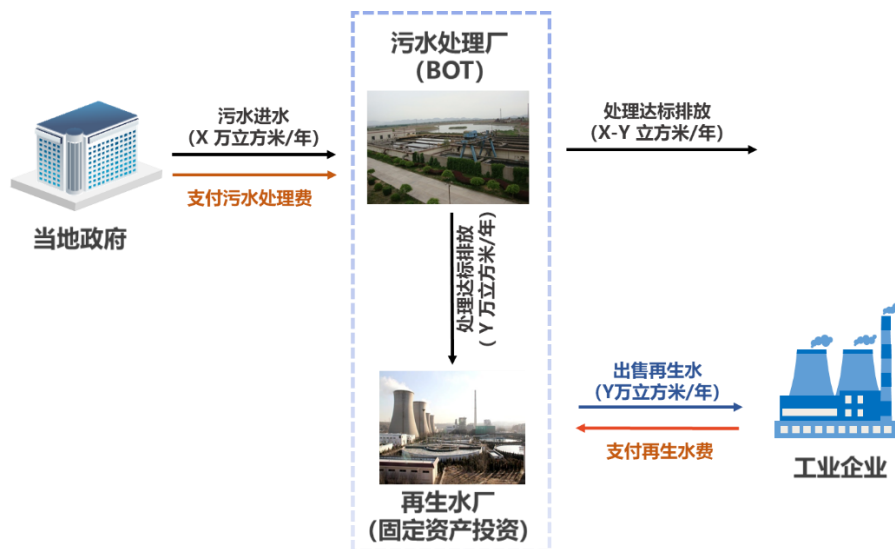 污水处理厂
(BOT)
污水进水
(X 万立方米/年)
支付污水处理费
当地政府
处理达标排放
(X-Y 立方米/年)
处理达标排放
( Y 万立方米/年)
出售再生水
(Y万立方米/年)
支付再生水费
工业企业
再生水厂
(固定资产投资)